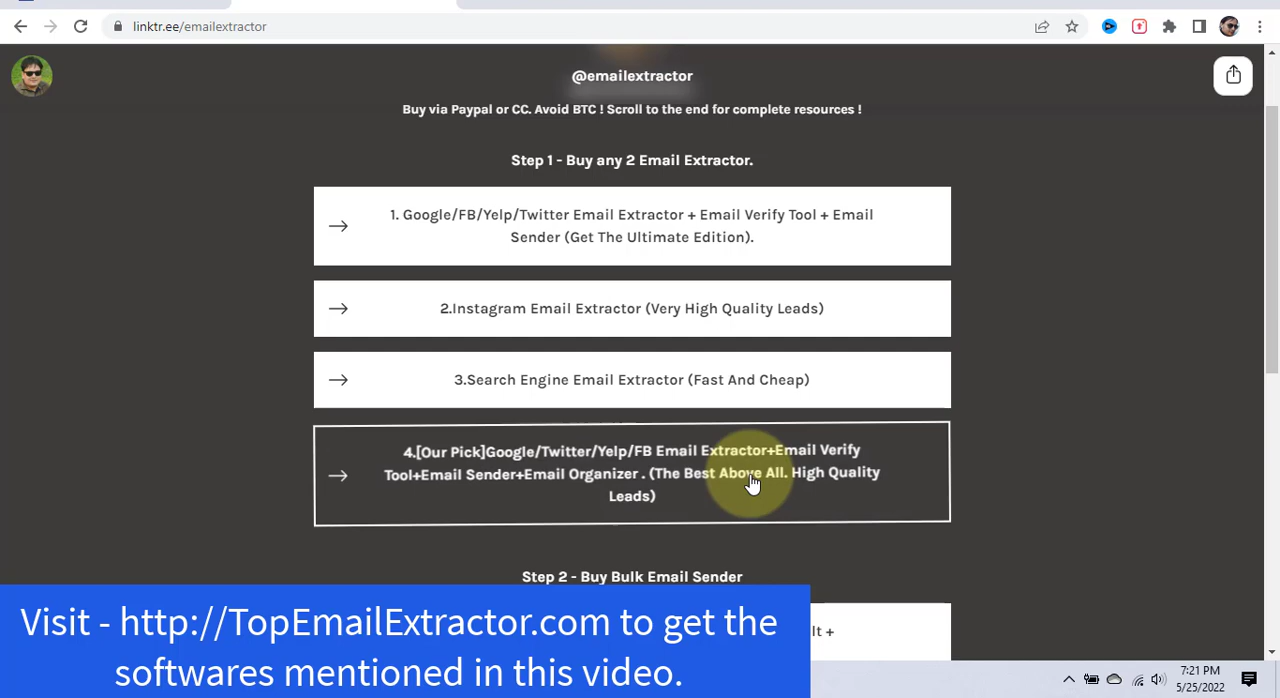 linktr.ee/emailextractor
@emailextractor
Buy via Paypal or CC. Avoid BTC ! Scroll to the end for complete resources !
Step 1 - Buy any 2 Email Extractor.
1. Google/FB/Yelp/Twitter Email Extractor + Email Verify Tool + Email
Sender (Get The Ultimate Edition).
2.Instagram Email Extractor (Very High Quality Leads)
3.Search Engine Email Extractor (Fast And Cheap)
4.[Our Pick]Google/Twitter/Yelp/FB Email Extractor+Email Verify
Tool+Email Sender+Email Organizer . (The Best Above All. High Quality
Leads)
Step 2 - Buy Bulk Email Sender
lt +
Visit - http://TopEmailExtractor.com to get the
softwares mentioned in this video.
7:21 PM
5/25/2022